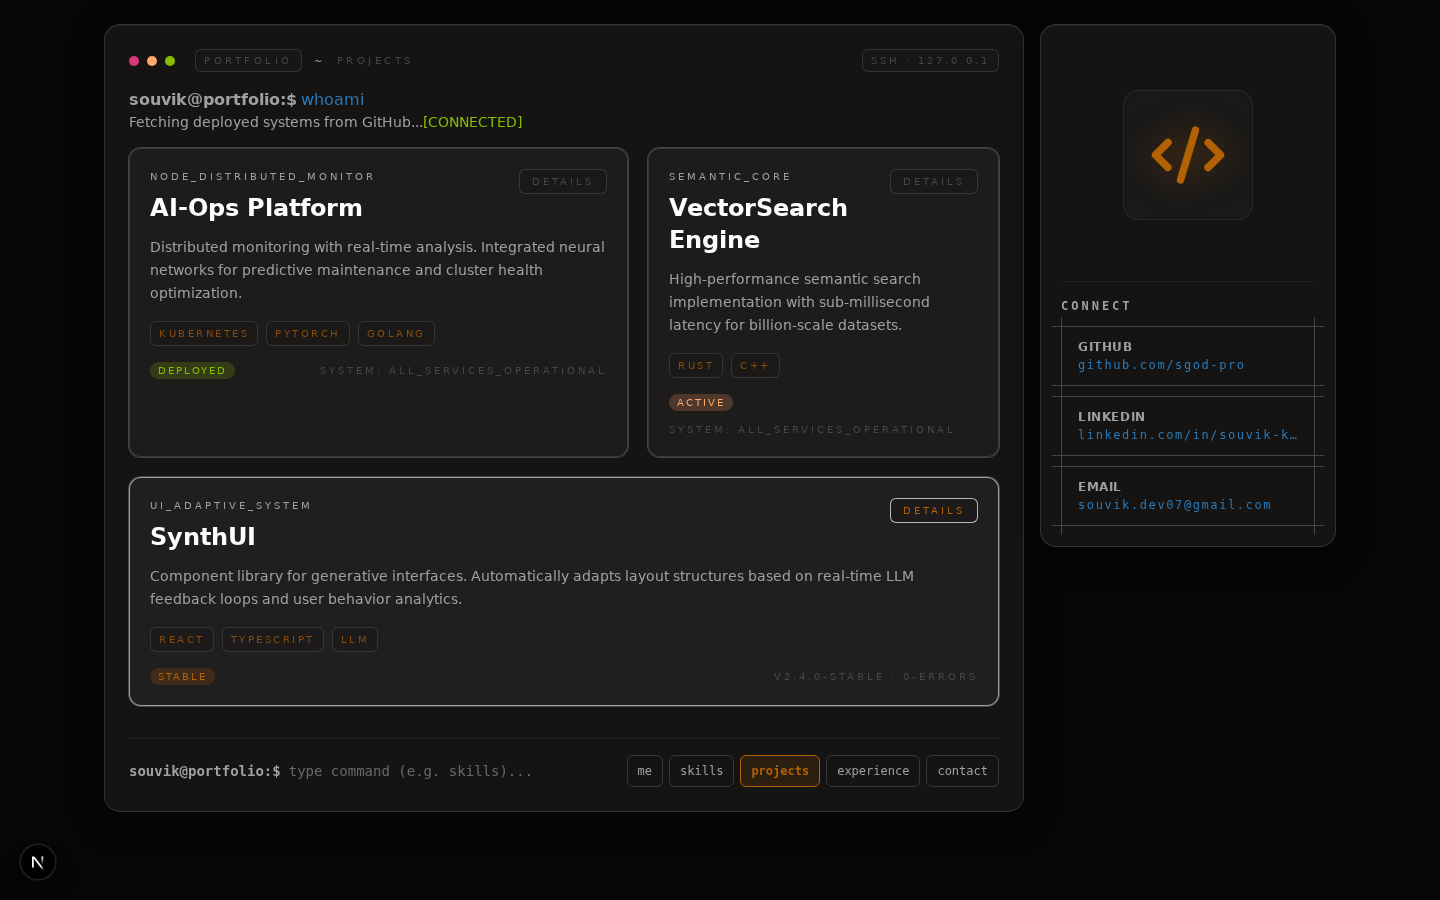 PORTFOLIO ~ PROJECTS
SSH · 127.0.0.1
souvik@portfolio:$ whoami
Fetching deployed systems from GitHub...[CONNECTED]
NODE_DISTRIBUTED_MONITOR
DETAILS
AI-Ops Platform
Distributed monitoring with real-time analysis. Integrated neural
networks for predictive maintenance and cluster health
optimization.
KUBERNETES PYTORCH GOLANG
DEPLOYED
SYSTEM: ALL_SERVICES_OPERATIONAL
SEMANTIC_CORE
DETAILS
VectorSearch
Engine
High-performance semantic search
implementation with sub-millisecond
latency for billion-scale datasets.
RUST C++
ACTIVE
SYSTEM: ALL_SERVICES_OPERATIONAL
UI_ADAPTIVE_SYSTEM
DETAILS
SynthUI
Component library for generative interfaces. Automatically adapts layout structures based on real-time LLM
feedback loops and user behavior analytics.
REACT TYPESCRIPT LLM
STABLE
V2.4.0-STABLE · 0-ERRORS
souvik@portfolio:$ type command (e.g. skills)...
me skills projects experience contact
</>
CONNECT
GITHUB
github.com/sgod-pro
LINKEDIN
linkedin.com/in/souvik-k…
EMAIL
souvik.dev07@gmail.com
N